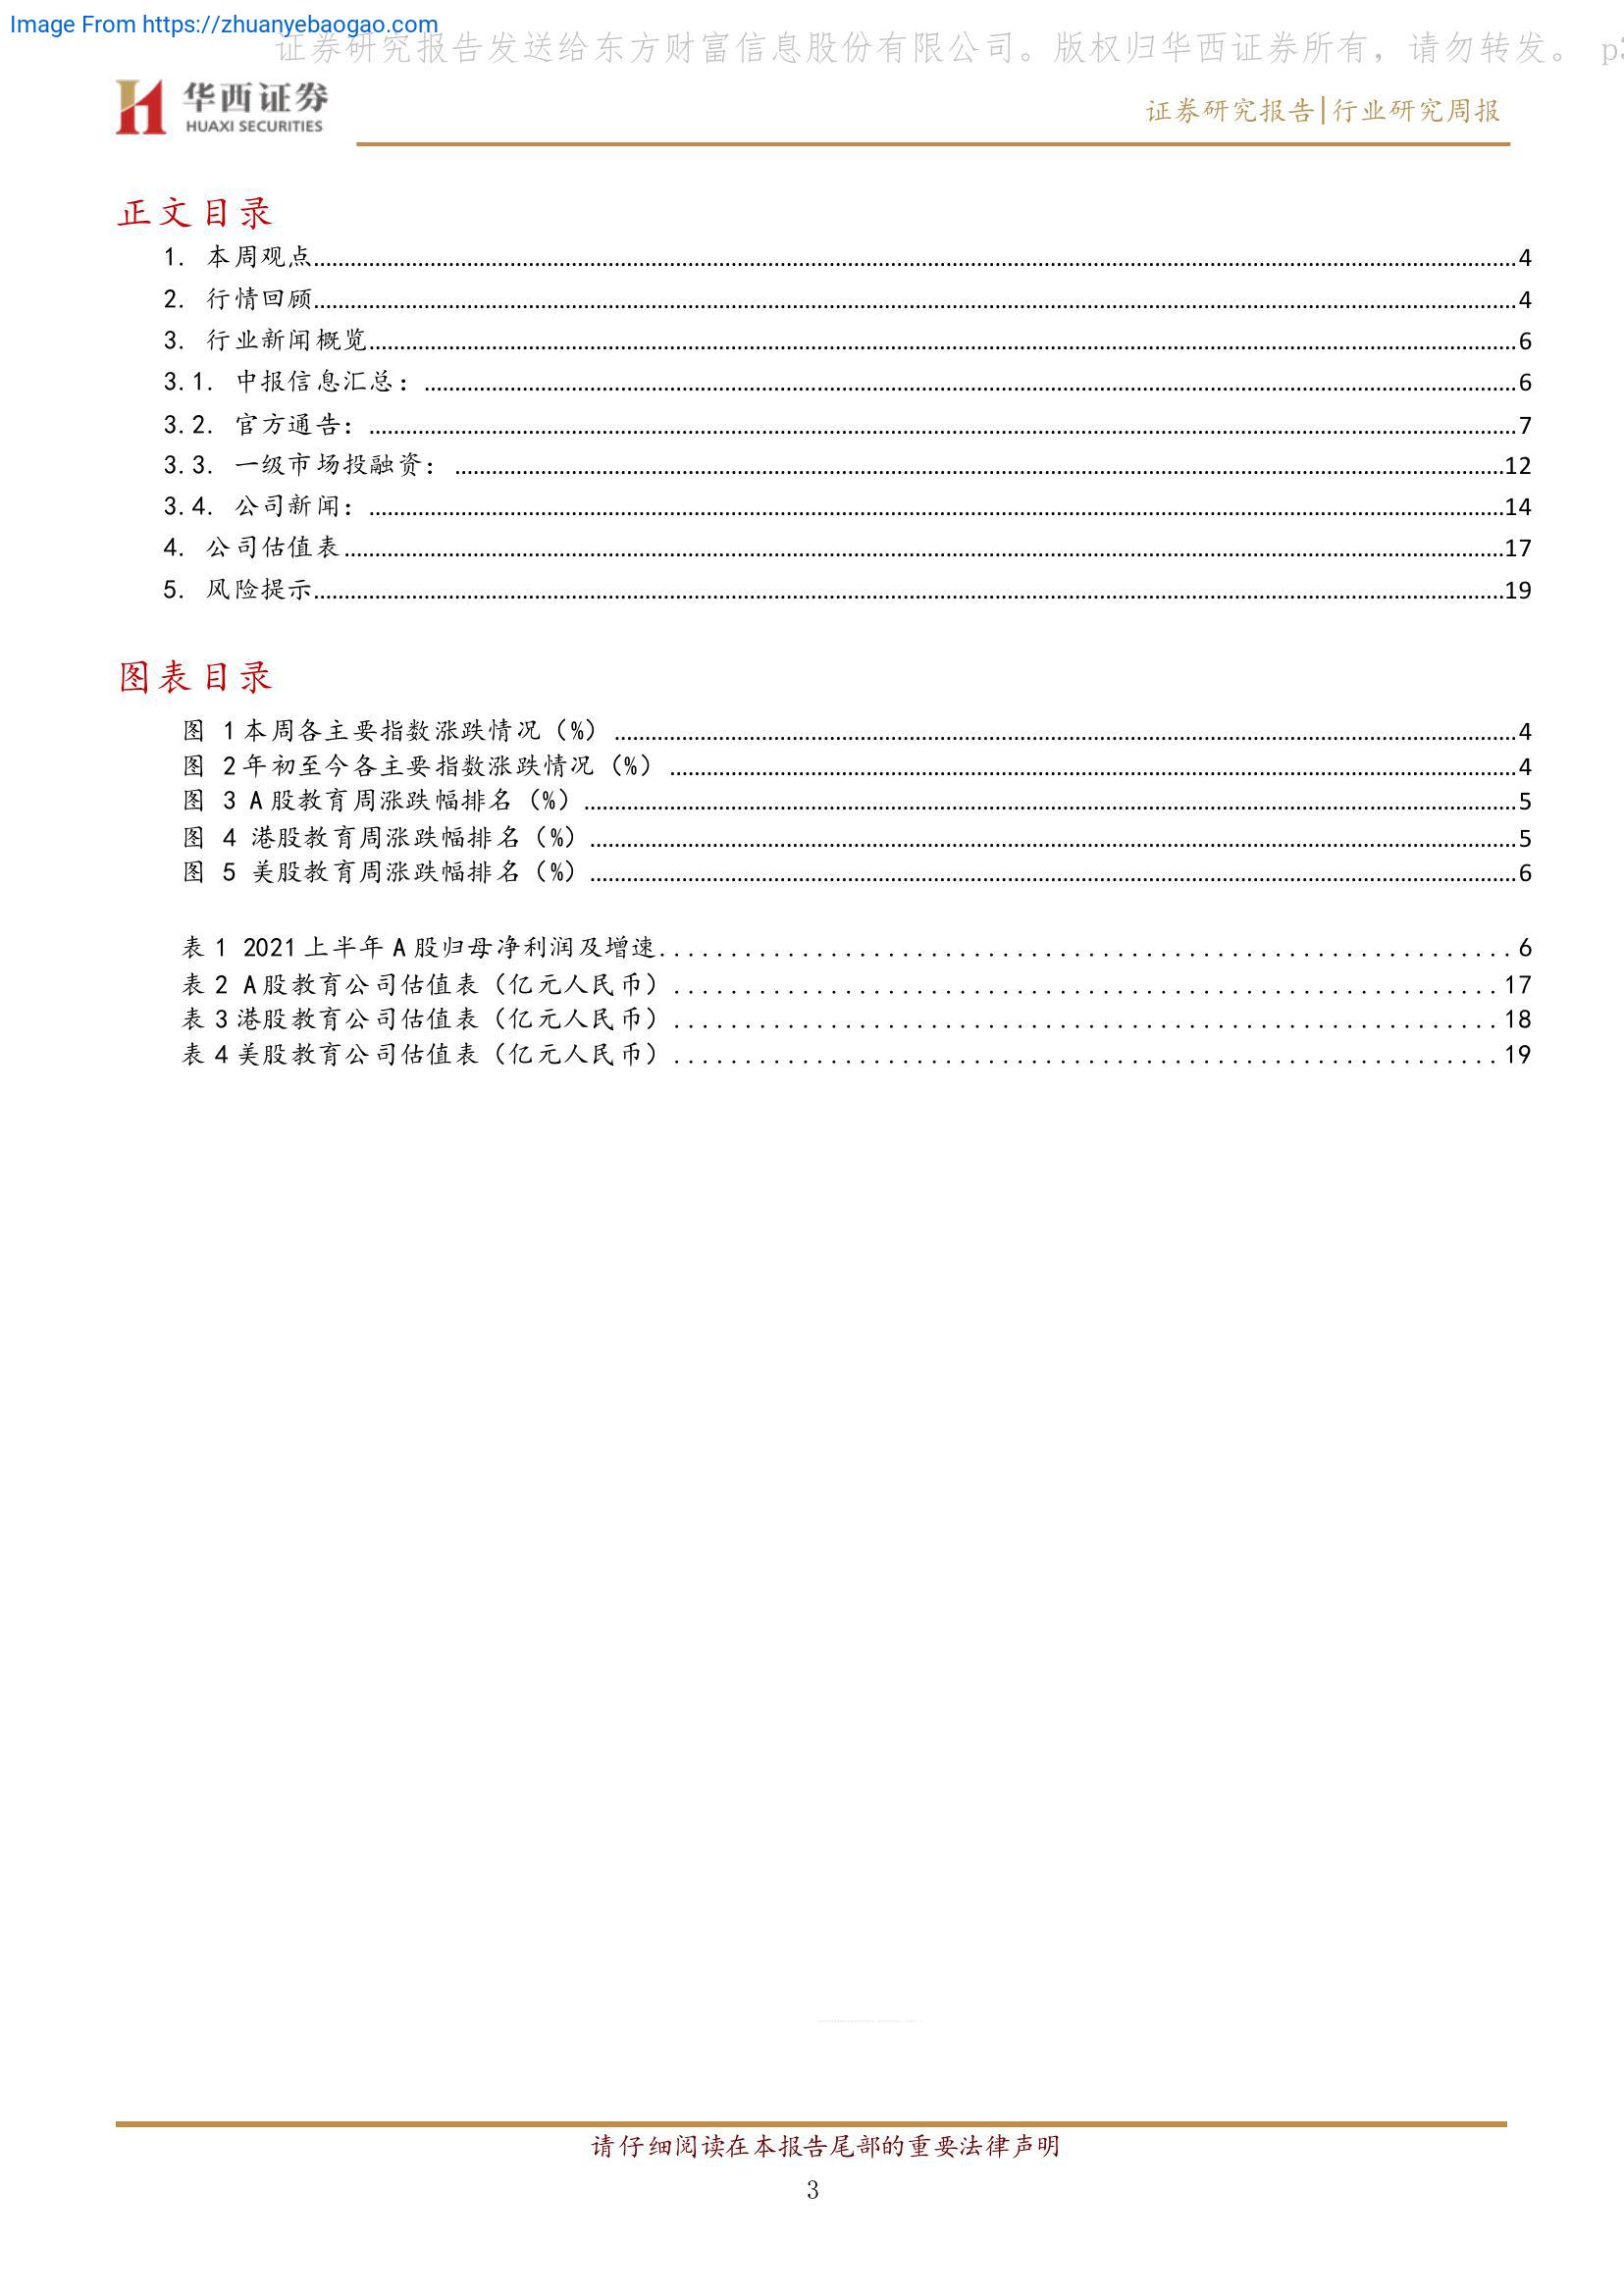 Image From https://zhuanyebaogao.com
证券研究报告发送给东方财富信息股份有限公司。版权归华西证券所有，请勿转发。 p3
华西证券
HUAXI SECURITIES
证券研究报告|行业研究周报
正文目录
1. 本周观点........4
2. 行情回顾........4
3. 行业新闻概览........6
3.1. 中报信息汇总：........6
3.2. 官方通告：........7
3.3. 一级市场投融资：........12
3.4. 公司新闻：........14
4. 公司估值表........17
5. 风险提示........19
图表目录
图 1本周各主要指数涨跌情况（%）........4
图 2年初至今各主要指数涨跌情况（%）........4
图 3 A股教育周涨跌幅排名（%）........5
图 4 港股教育周涨跌幅排名（%）........5
图 5 美股教育周涨跌幅排名（%）........6
表 1 2021上半年A股归母净利润及增速........6
表 2 A股教育公司估值表（亿元人民币）........17
表 3港股教育公司估值表（亿元人民币）........18
表 4美股教育公司估值表（亿元人民币）........19
请仔细阅读在本报告尾部的重要法律声明
3